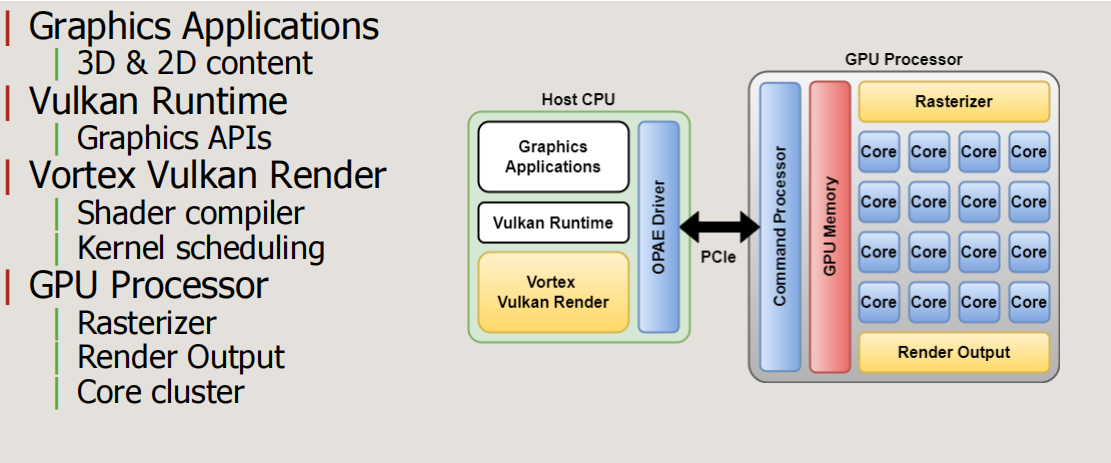 Graphics Applications
3D & 2D content
Vulkan Runtime
Graphics APIs
Vortex Vulkan Render
Shader compiler
Kernel scheduling
GPU Processor
Rasterizer
Render Output
Core cluster
Host CPU
Graphics
Applications
Vulkan Runtime
Vortex
Vulkan Render
OPAE Driver
PCIe
GPU Processor
Command Processor
GPU Memory
Rasterizer
Core Core Core Core
Core Core Core Core
Core Core Core Core
Core Core Core Core
Render Output